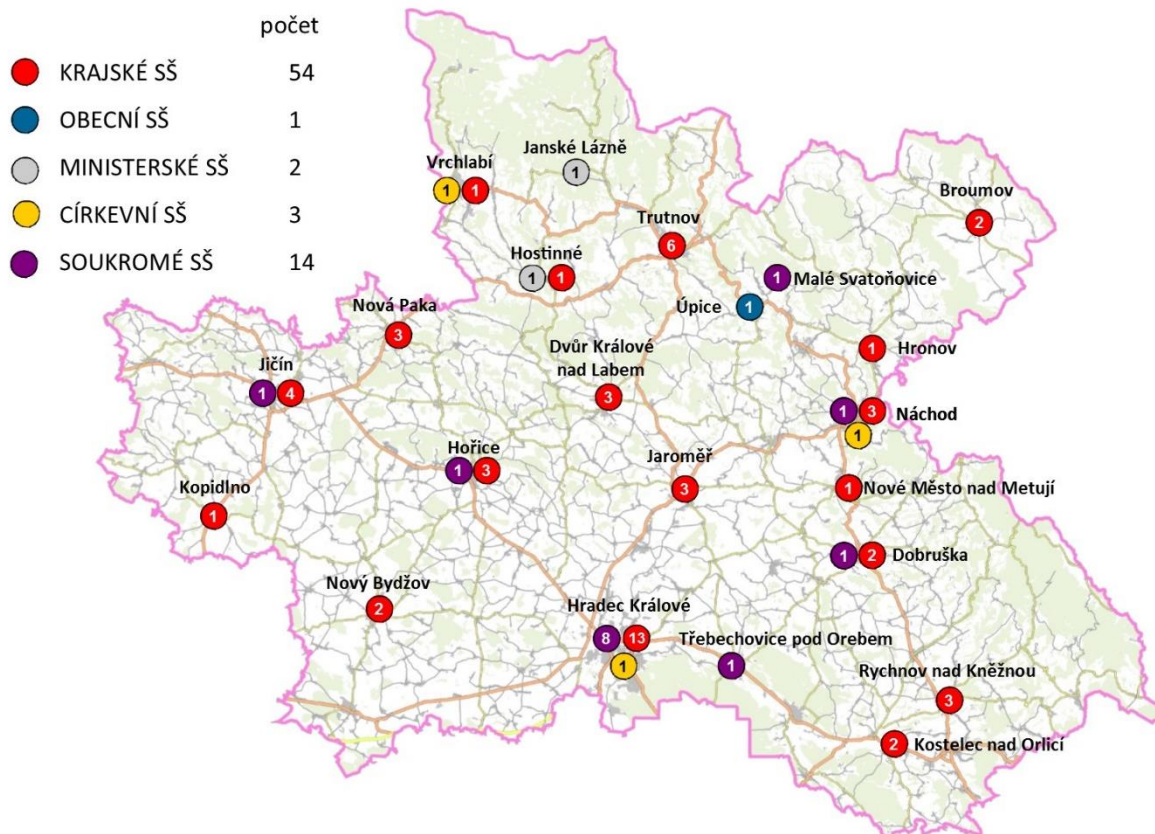 počet
KRAJSKÉ SŠ 54
OBECNÍ SŠ 1
MINISTERSKÉ SŠ 2
CÍRKEVNÍ SŠ 3
SOUKROMÉ SŠ 14
Janské Lázně
1
Vrchlabí
1 1
Broumov
2
Trutnov
6
Hostinné
1 1
1 Malé Svatoňovice
Úpice 1
Nová Paka
3
Hronov
1
Jičín
1 4
Dvůr Králové
nad Labem
3
1 3 Náchod
1
Hořice
1 3
Jaroměř
3
1 Nové Město nad Metují
Kopidlno
1
1 2 Dobruška
Nový Bydžov
2
Hradec Králové
8 13
1
Třebechovice pod Orebem
1
Rychnov nad Kněžnou
3
2 Kostelec nad Orlicí